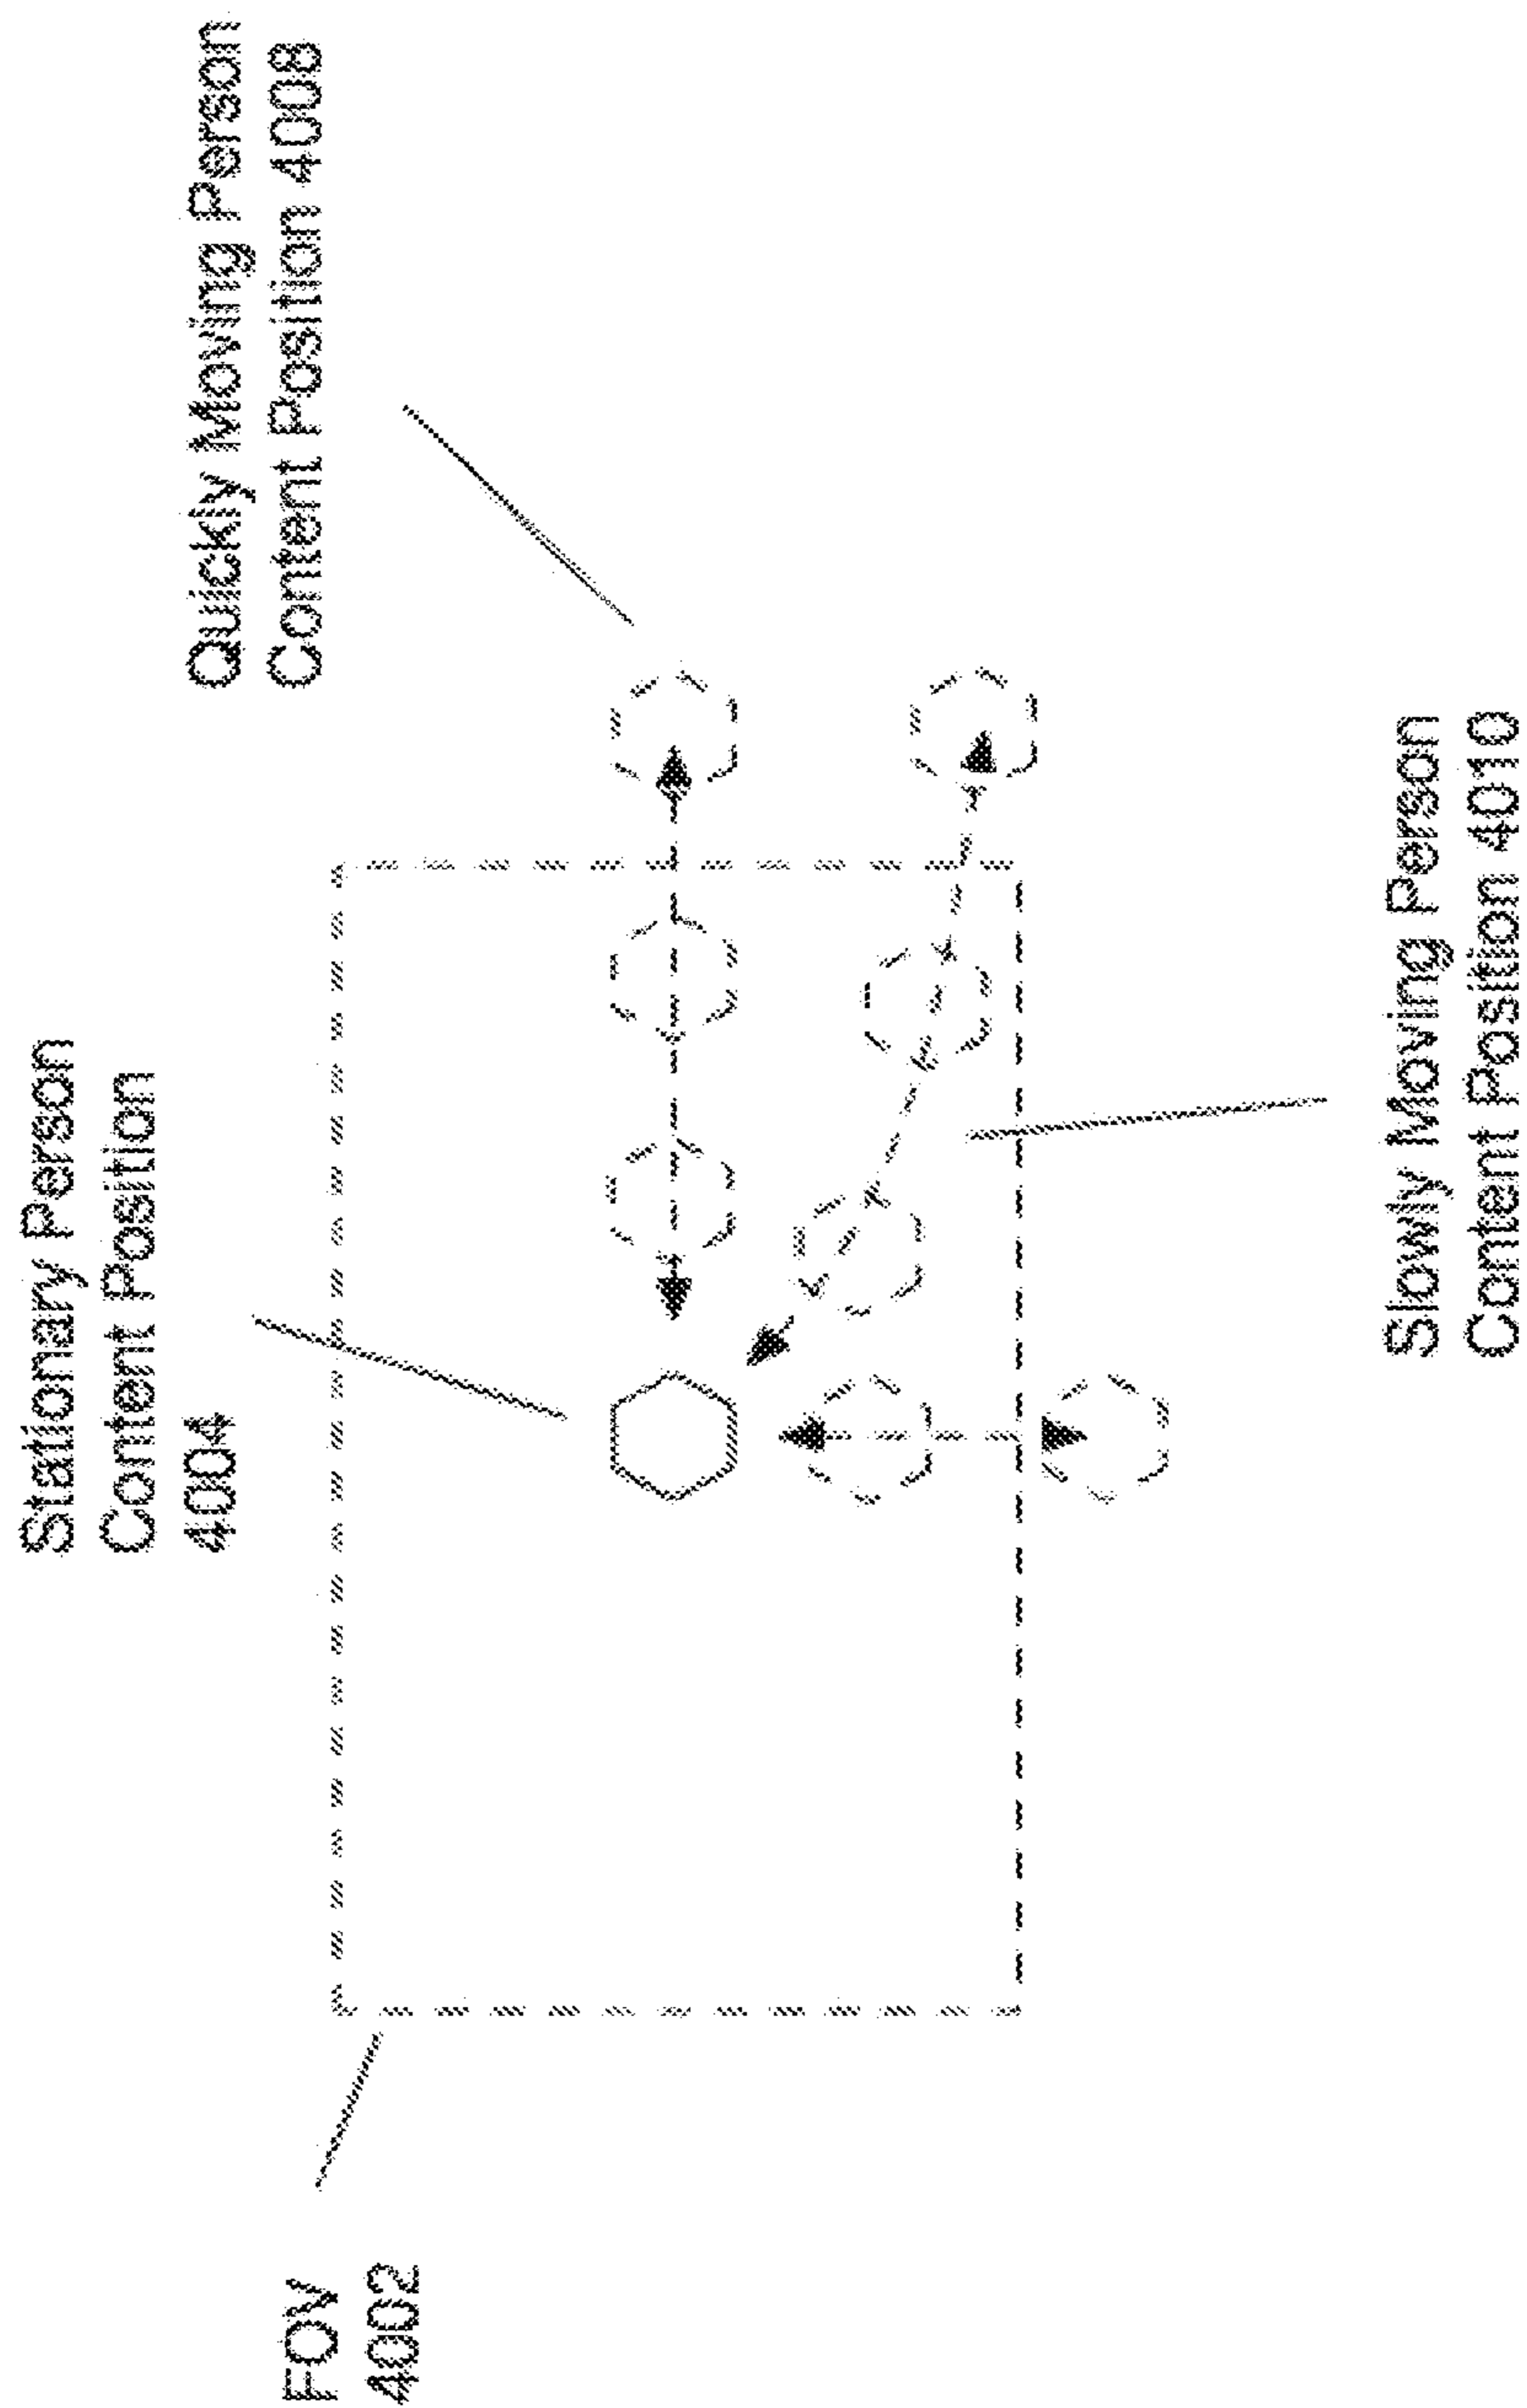 FOV
4002
Stationary Person
Content Position
4004
Quickly Moving Person
Content Position 4008
Slowly Moving Person
Content Position 4010